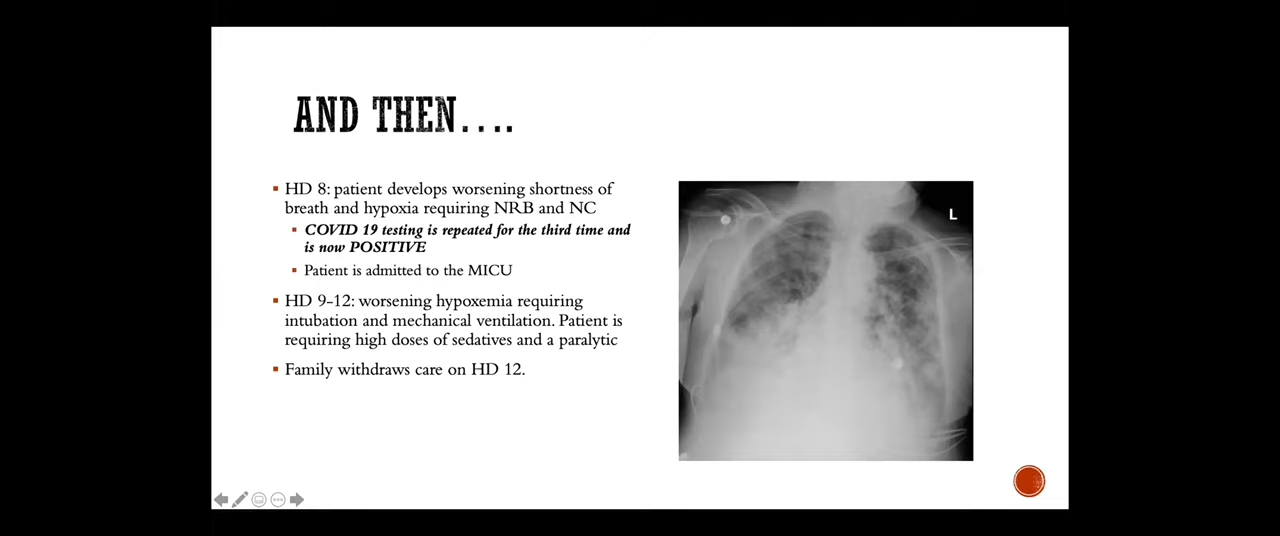 AND THEN....
HD 8: patient develops worsening shortness of
breath and hypoxia requiring NRB and NC
COVID 19 testing is repeated for the third time and
is now POSITIVE
Patient is admitted to the MICU
HD 9-12: worsening hypoxemia requiring
intubation and mechanical ventilation. Patient is
requiring high doses of sedatives and a paralytic
Family withdraws care on HD 12.
L